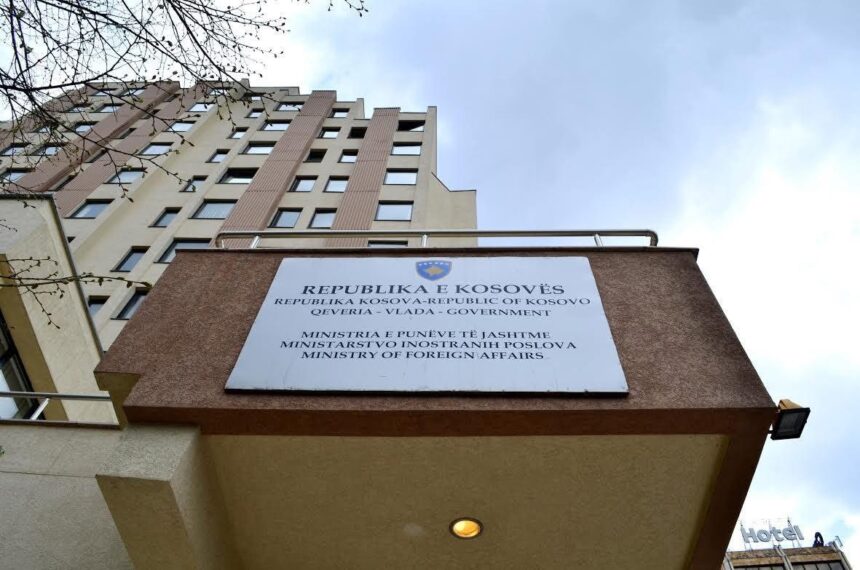 REPUBLIKA E KOSOVËS
REPUBLIKA KOSOVA-REPUBLIC OF KOSOVO
QEVERIA - VLADA - GOVERNMENT
MINISTRIA E PUNËVE TË JASHTME
MINISTARSTVO INOSTRANIH POSLOVA
MINISTRY OF FOREIGN AFFAIRS
Hotel